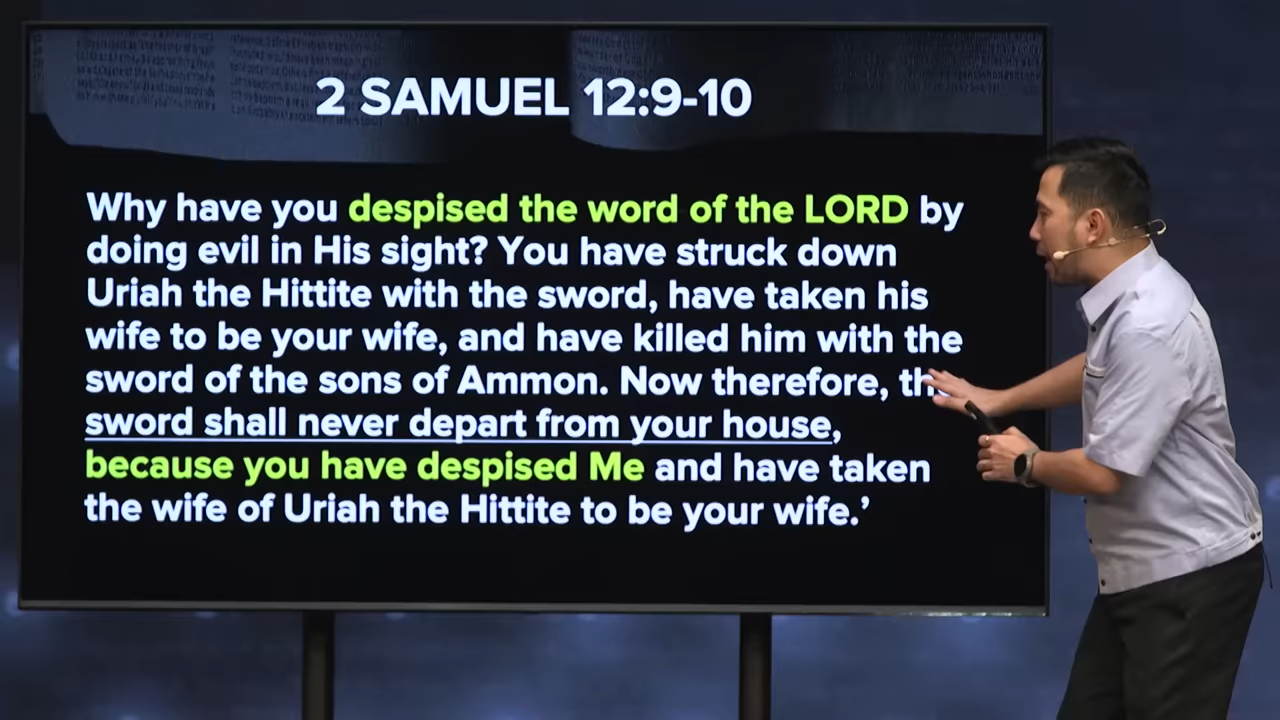 2 SAMUEL 12:9-10
Why have you despised the word of the LORD by
doing evil in His sight? You have struck down
Uriah the Hittite with the sword, have taken his
wife to be your wife, and have killed him with the
sword of the sons of Ammon. Now therefore, th
sword shall never depart from your house,
because you have despised Me and have taken
the wife of Uriah the Hittite to be your wife.’